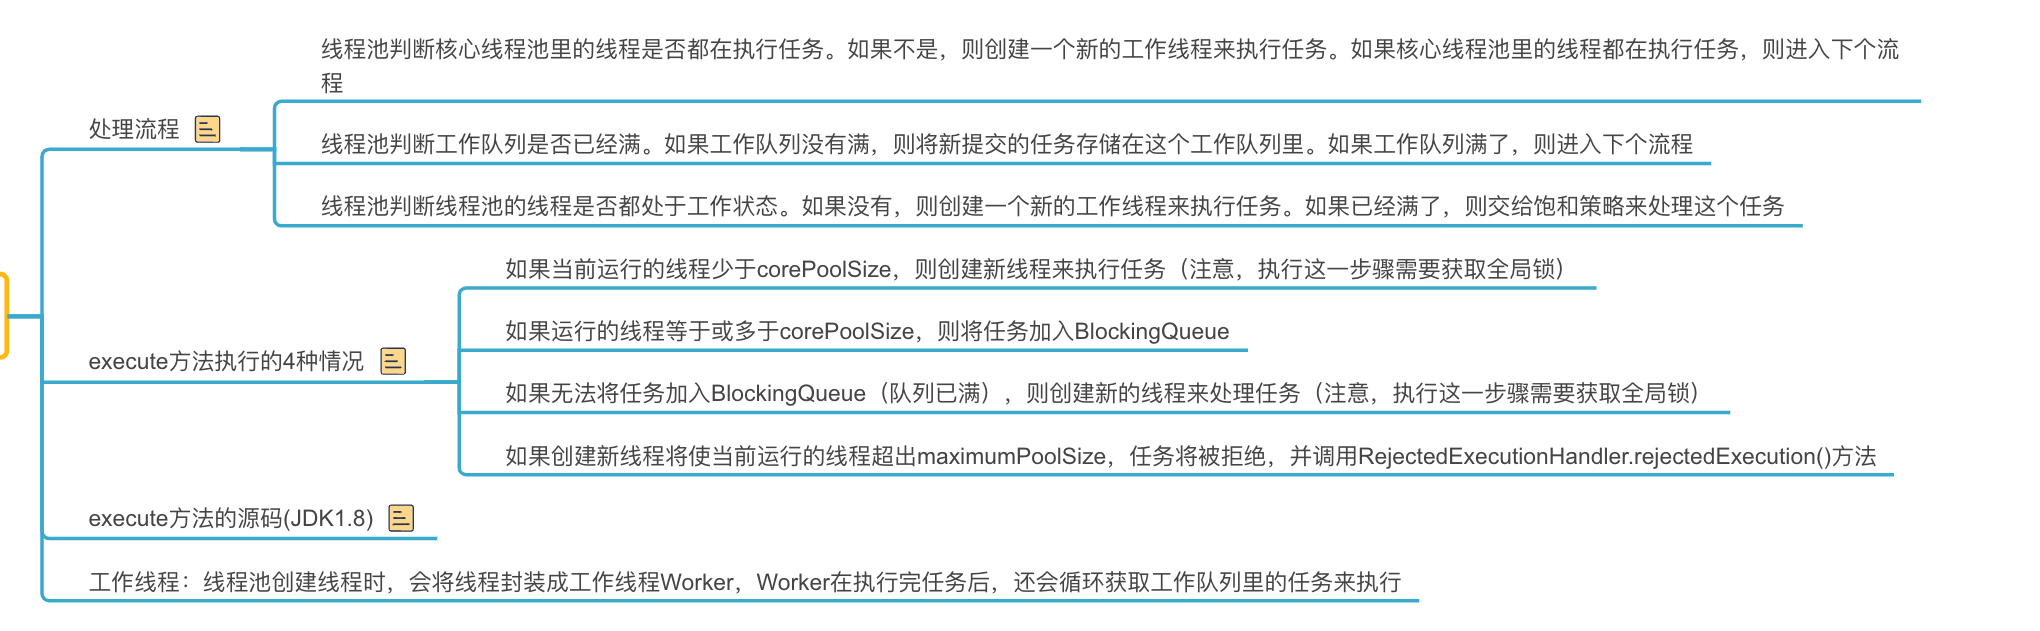 处理流程
线程池判断核心线程池里的线程是否都在执行任务。如果不是，则创建一个新的工作线程来执行任务。如果核心线程池里的线程都在执行任务，则进入下个流
程
线程池判断工作队列是否已经满。如果工作队列没有满，则将新提交的任务存储在这个工作队列里。如果工作队列满了，则进入下个流程
线程池判断线程池的线程是否都处于工作状态。如果没有，则创建一个新的工作线程来执行任务。如果已经满了，则交给饱和策略来处理这个任务
execute方法执行的4种情况
如果当前运行的线程少于corePoolSize，则创建新线程来执行任务（注意，执行这一步骤需要获取全局锁）
如果运行的线程等于或多于corePoolSize，则将任务加入BlockingQueue
如果无法将任务加入BlockingQueue（队列已满），则创建新的线程来处理任务（注意，执行这一步骤需要获取全局锁）
如果创建新线程将使当前运行的线程超出maximumPoolSize，任务将被拒绝，并调用RejectedExecutionHandler.rejectedExecution()方法
execute方法的源码(JDK1.8)
工作线程：线程池创建线程时，会将线程封装成工作线程Worker，Worker在执行完任务后，还会循环获取工作队列里的任务来执行